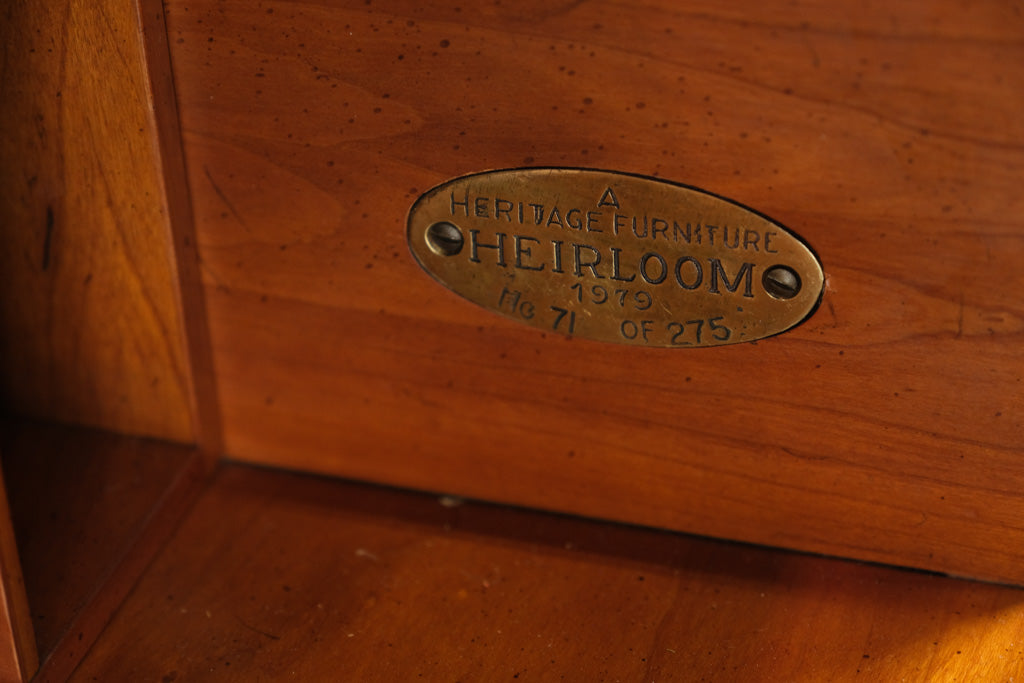 A
HERITAGE FURNITURE
HEIRLOOM
1979
No 71 OF 275